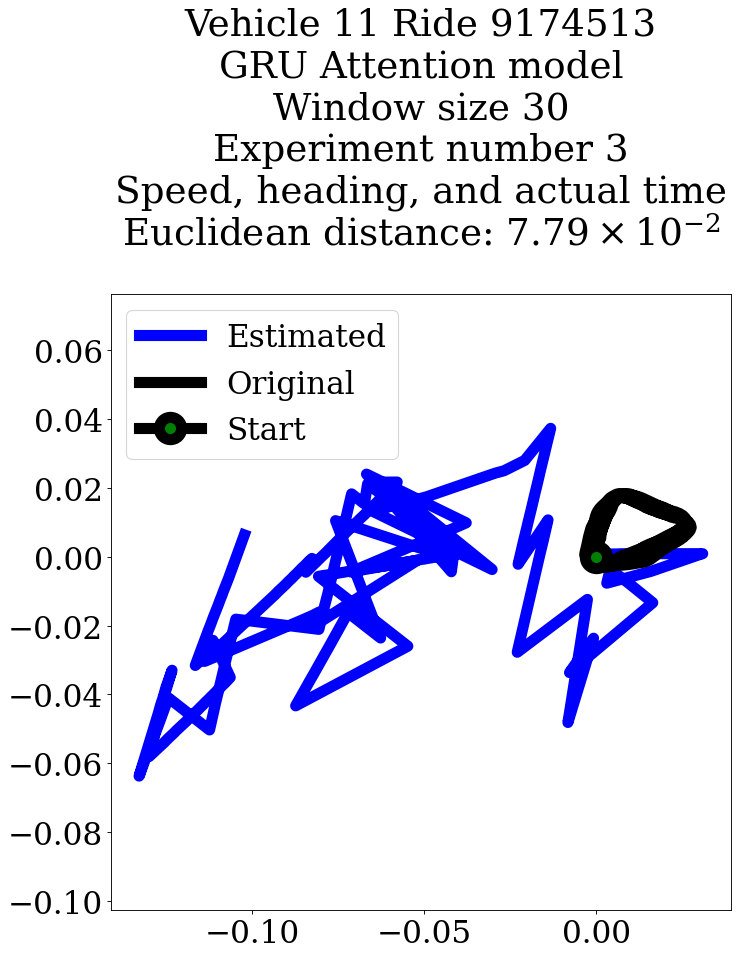 Vehicle 11 Ride 9174513
GRU Attention model
Window size 30
Experiment number 3
Speed, heading, and actual time
Euclidean distance: 7.79 × 10⁻²
Estimated
Original
Start
0.06
0.04
0.02
0.00
−0.02
−0.04
−0.06
−0.08
−0.10
−0.10 −0.05 0.00